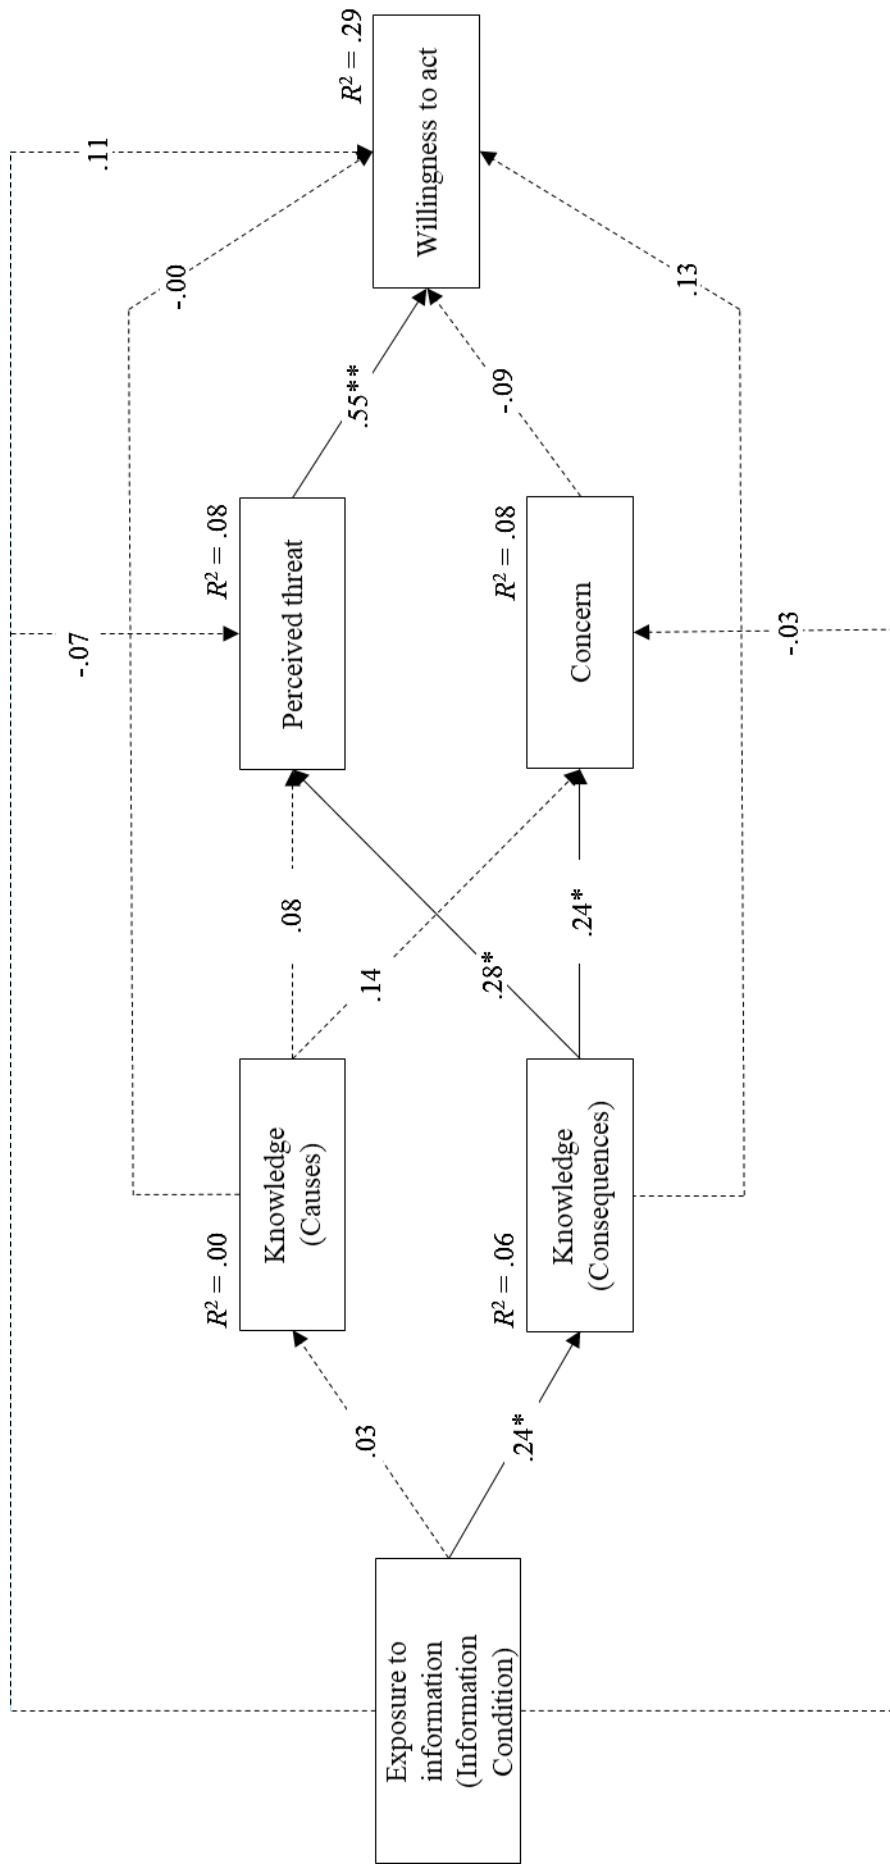 Exposure to
information
(Information
Condition)
.03
.24*
R² = .00
Knowledge
(Causes)
R² = .06
Knowledge
(Consequences)
.08
.14
.28*
.24*
-.07
R² = .08
Perceived threat
R² = .08
Concern
-.03
.55**
-.09
-.00
.11
.13
R² = .29
Willingness to act